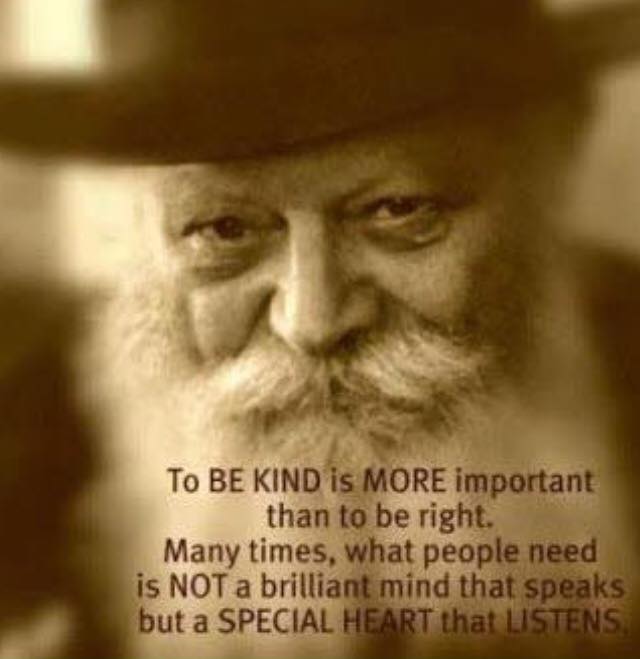 To BE KIND is MORE important
than to be right.
Many times, what people need
is NOT a brilliant mind that speaks
but a SPECIAL HEART that LISTENS.